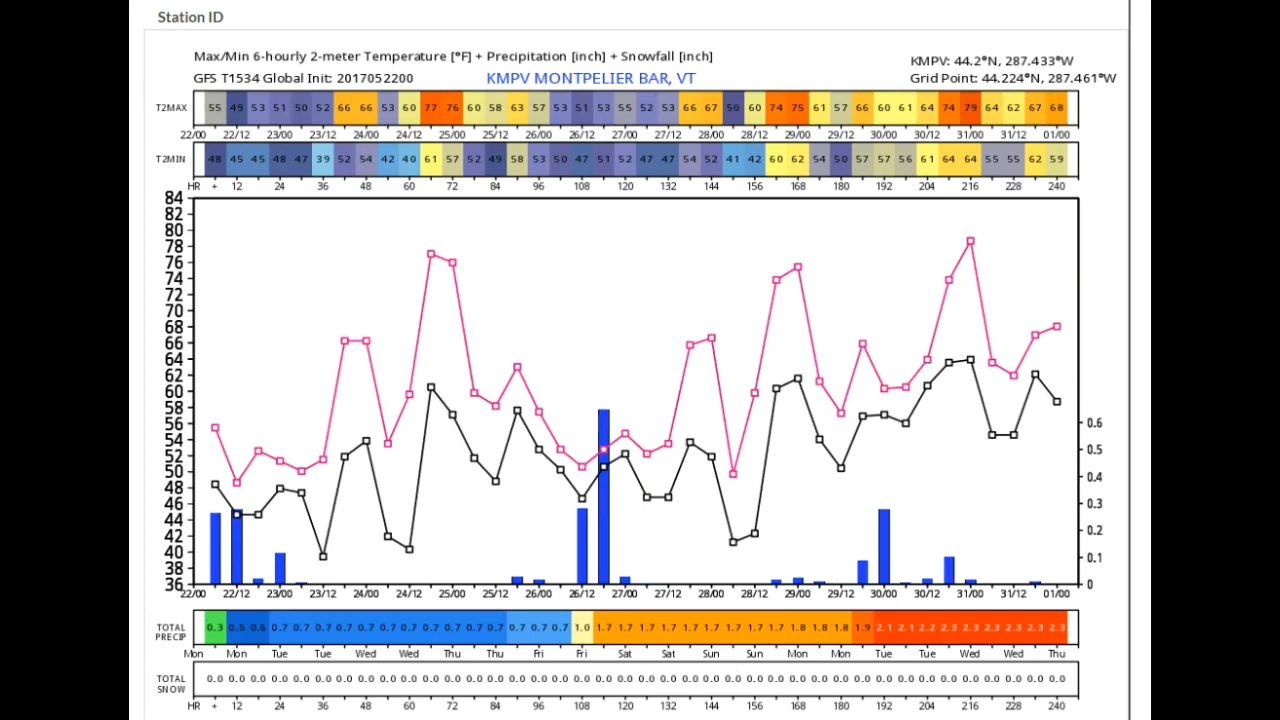 Station ID
Max/Min 6-hourly 2-meter Temperature [°F] + Precipitation [inch] + Snowfall [inch]
KMPV: 44.2°N, 287.433°W
GFS T1534 Global Init: 2017052200
KMPV MONTPELIER BAR, VT
Grid Point: 44.224°N, 287.461°W
T2MAX 55 49 53 51 50 52 66 66 53 60 77 76 60 58 63 57 53 51 53 55 52 53 66 67 50 60 74 75 61 57 66 60 61 64 74 79 64 62 67 68
22/00 22/12 23/00 23/12 24/00 24/12 25/00 25/12 26/00 26/12 27/00 27/12 28/00 28/12 29/00 29/12 30/00 30/12 31/00 31/12 01/00
T2MIN 48 45 45 48 47 39 52 54 42 40 61 57 52 49 58 53 50 47 51 52 47 47 54 52 41 42 60 62 54 50 57 57 56 61 64 64 55 55 62 59
HR + 12 24 36 48 60 72 84 96 108 120 132 144 156 168 180 192 204 216 228 240
84
82
80
78
76
74
72
70
68
66
64
62
60
58
56 0.6
54
52 0.5
50
48 0.4
46
44 0.3
42 0.2
40
38 0.1
36 0
22/00 22/12 23/00 23/12 24/00 24/12 25/00 25/12 26/00 26/12 27/00 27/12 28/00 28/12 29/00 29/12 30/00 30/12 31/00 31/12 01/00
TOTAL PRECIP 0.3 0.5 0.6 0.7 0.7 0.7 0.7 0.7 0.7 0.7 0.7 0.7 0.7 0.7 0.7 0.7 0.7 1.0 1.7 1.7 1.7 1.7 1.7 1.7 1.7 1.7 1.7 1.8 1.8 1.8 1.9 2.1 2.1 2.2 2.3 2.3 2.3 2.3 2.3 2.3
Mon Mon Tue Tue Wed Wed Thu Thu Fri Fri Sat Sat Sun Sun Mon Mon Tue Tue Wed Wed Thu
TOTAL SNOW 0.0 0.0 0.0 0.0 0.0 0.0 0.0 0.0 0.0 0.0 0.0 0.0 0.0 0.0 0.0 0.0 0.0 0.0 0.0 0.0 0.0 0.0 0.0 0.0 0.0 0.0 0.0 0.0 0.0 0.0 0.0 0.0 0.0 0.0 0.0 0.0 0.0 0.0 0.0 0.0
HR + 12 24 36 48 60 72 84 96 108 120 132 144 156 168 180 192 204 216 228 240